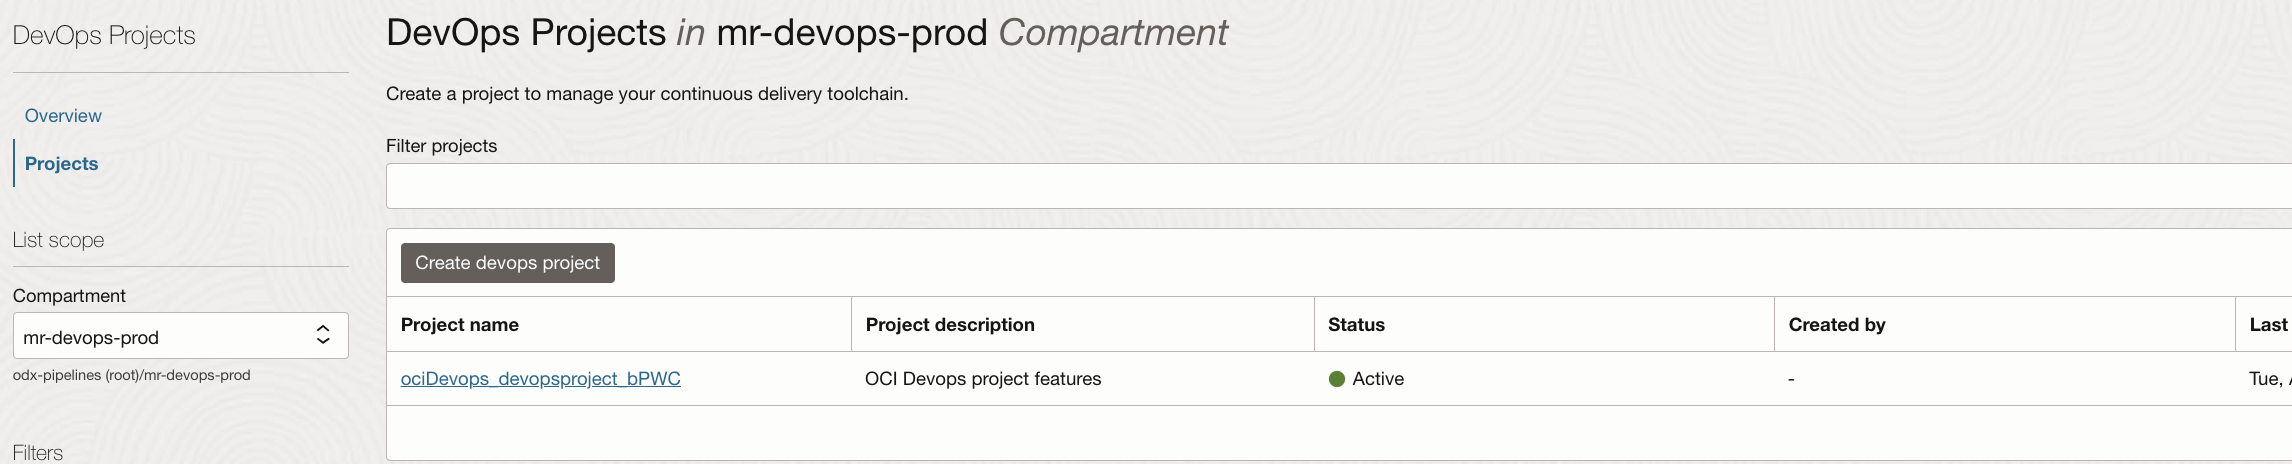 DevOps Projects
Overview
Projects
List scope
Compartment
mr-devops-prod
odx-pipelines (root)/mr-devops-prod
Filters
DevOps Projects in mr-devops-prod Compartment
Create a project to manage your continuous delivery toolchain.
Filter projects
Create devops project
Project name Project description Status Created by Last
ociDevops_devopsproject_bPWC OCI Devops project features Active - Tue,